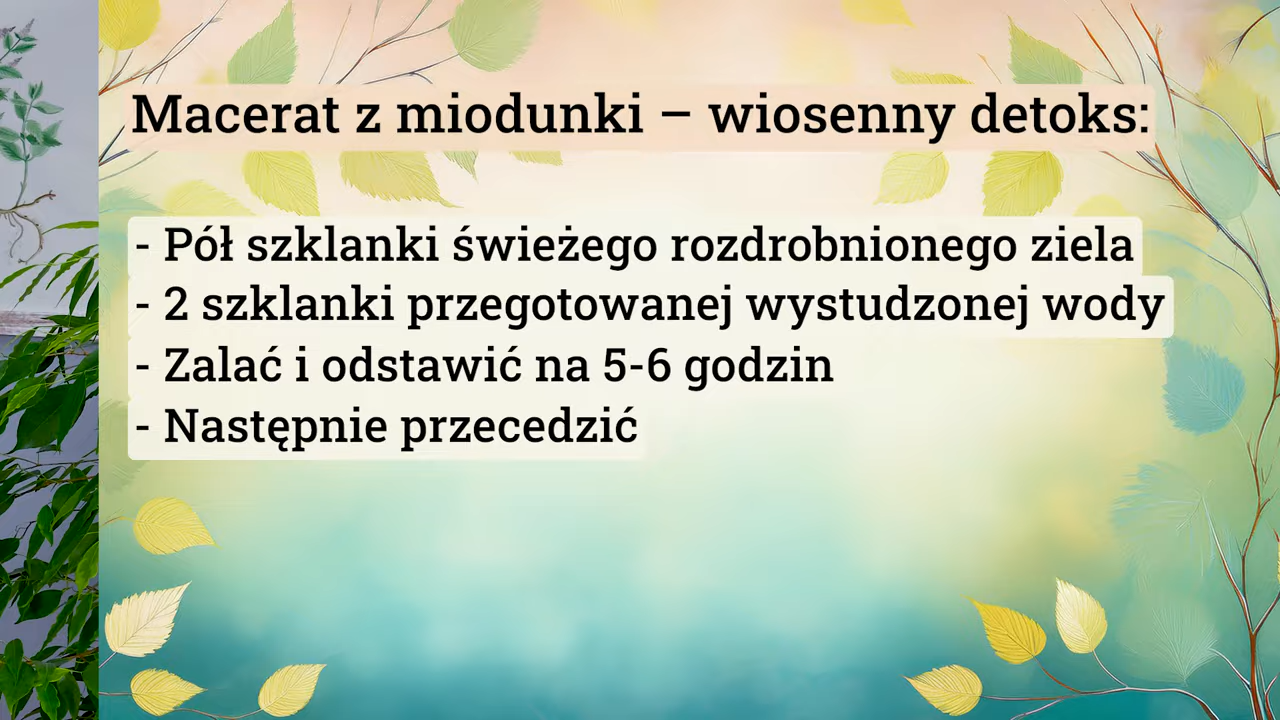 Macerat z miodunki – wiosenny detoks:
- Pół szklanki świeżego rozdrobnionego ziela
- 2 szklanki przegotowanej wystudzonej wody
- Zalać i odstawić na 5-6 godzin
- Następnie przecedzić